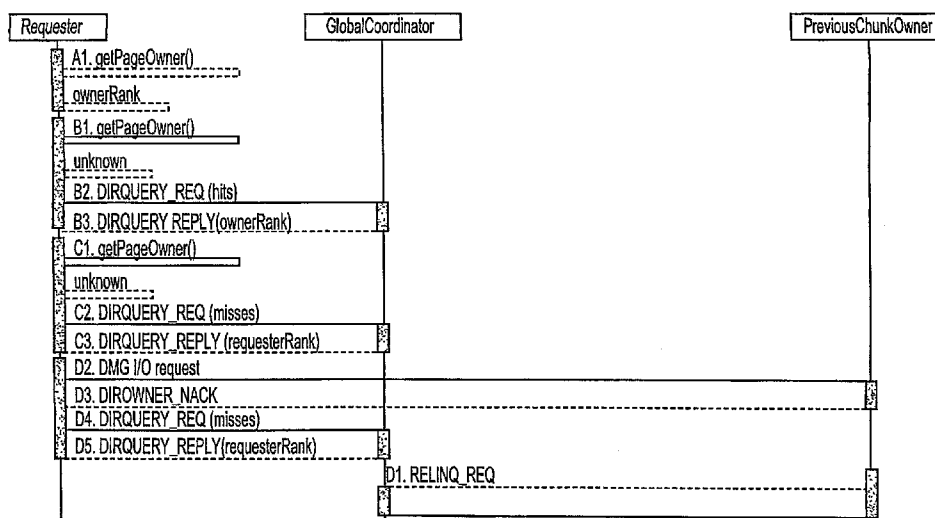 Requester
GlobalCoordinator
PreviousChunkOwner
A1. getPageOwner()
ownerRank
B1. getPageOwner()
unknown
B2. DIRQUERY_REQ (hits)
B3. DIRQUERY REPLY(ownerRank)
C1. getPageOwner()
unknown
C2. DIRQUERY_REQ (misses)
C3. DIRQUERY_REPLY (requesterRank)
D2. DMG I/O request
D3. DIROWNER_NACK
D4. DIRQUERY_REQ (misses)
D5. DIRQUERY_REPLY(requesterRank)
D1. RELINQ_REQ